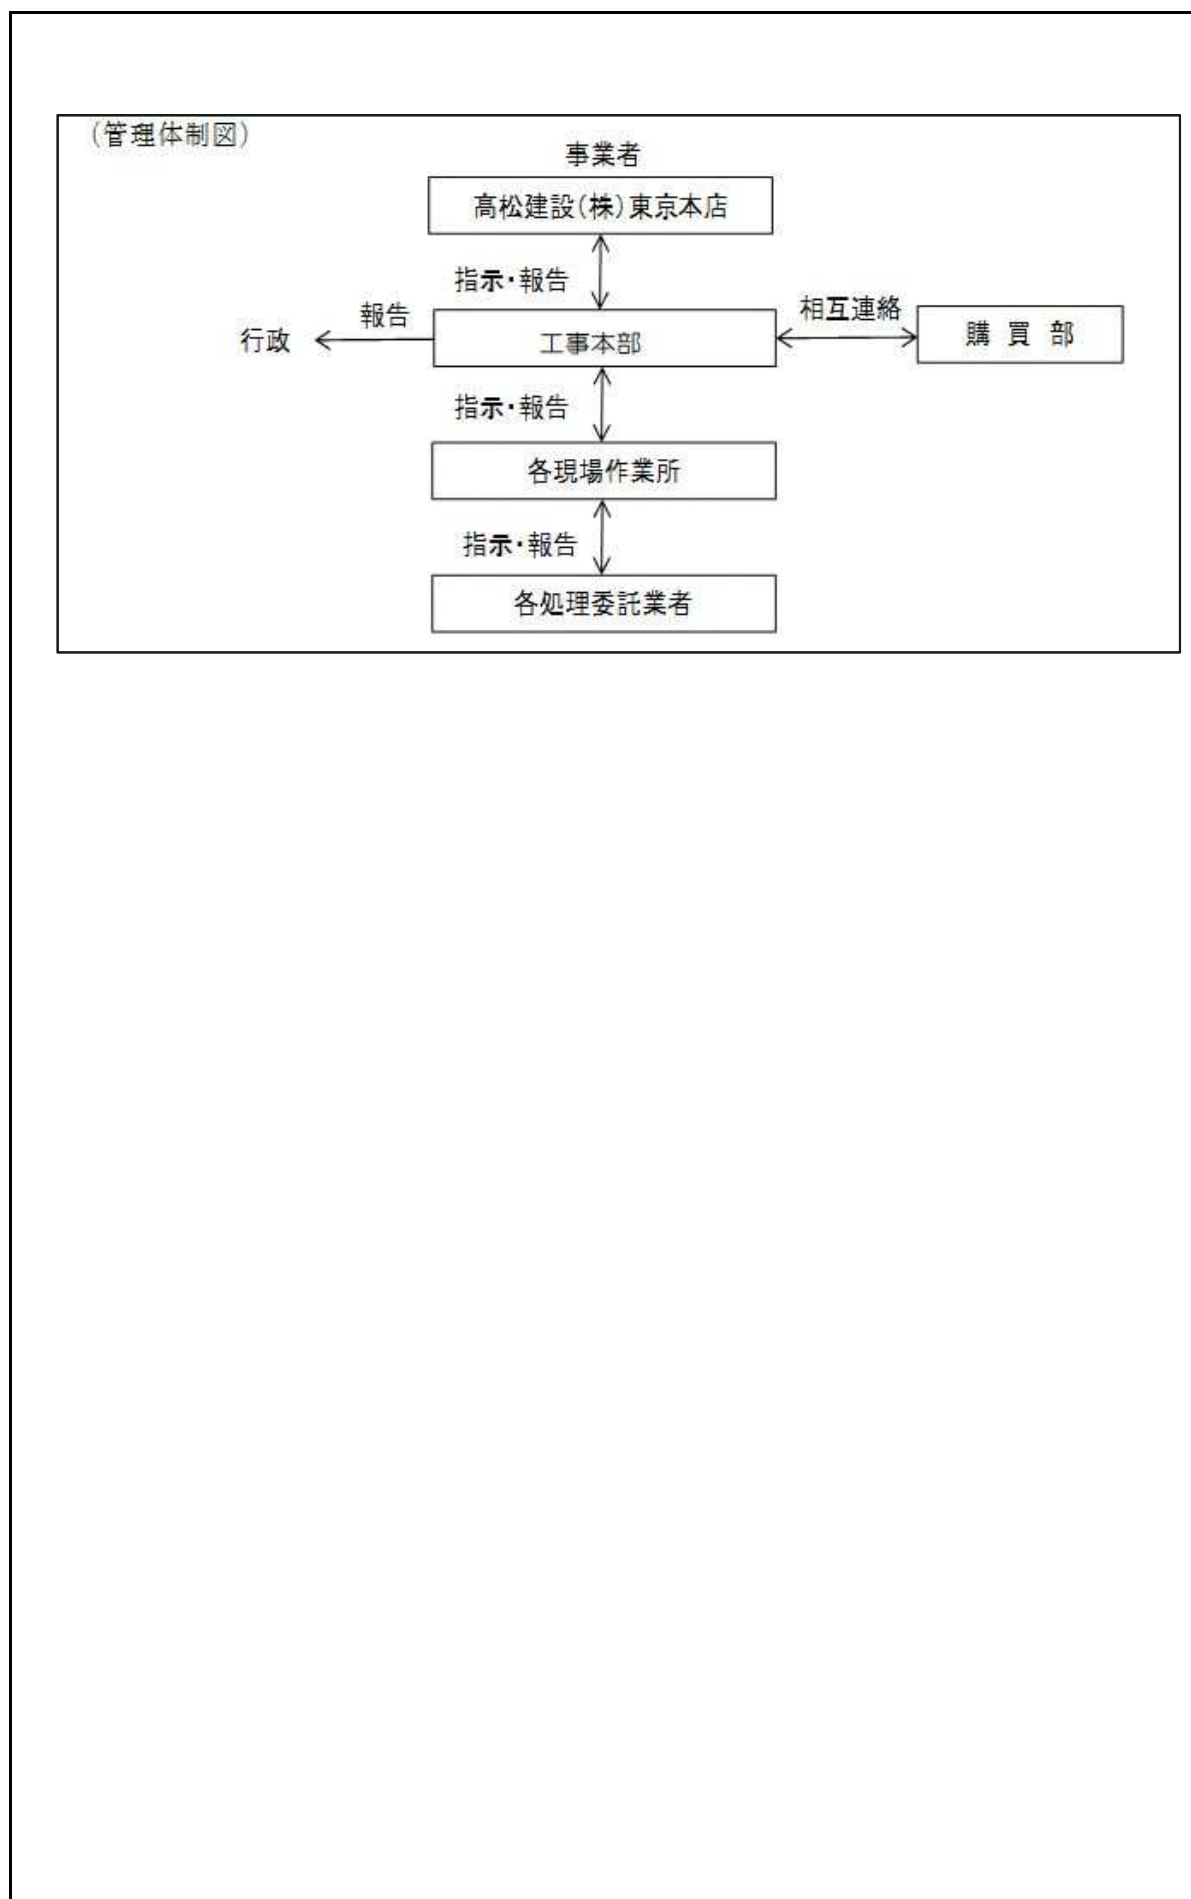 (管理体制図)
事業者
髙松建設(株)東京本店
指示・報告
報告
相互連絡
行政
工事本部
購 買 部
指示・報告
各現場作業所
指示・報告
各処理委託業者